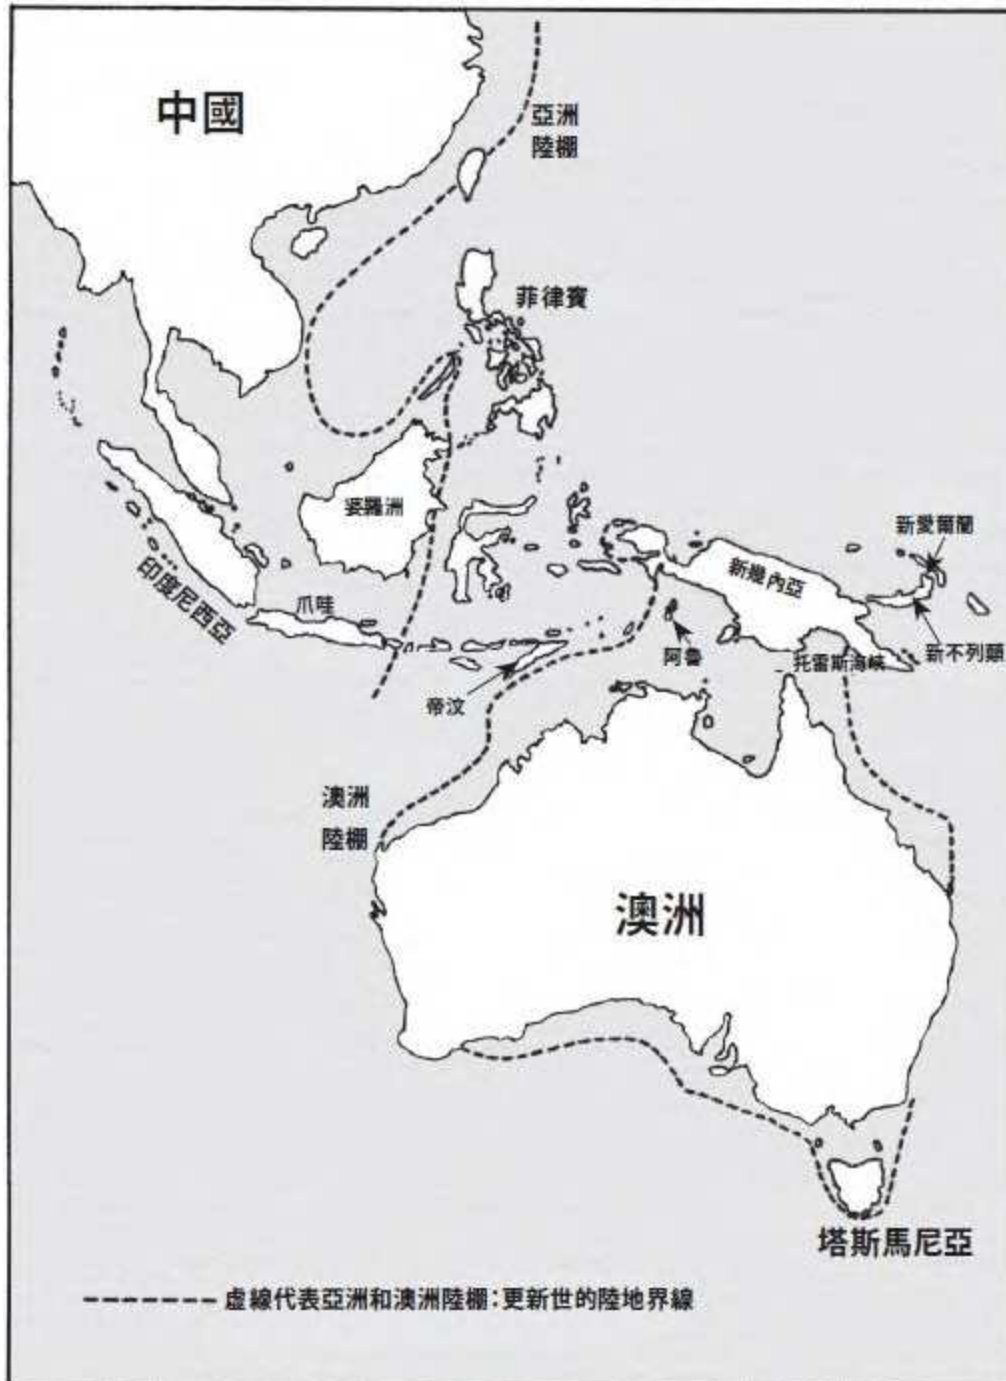 中國
亞洲
陸棚
菲律賓
婆羅洲
新愛爾蘭
新幾內亞
印度尼西亞
爪哇
阿魯
托雷斯海峽
新不列顛
帝汶
澳洲
陸棚
澳洲
塔斯馬尼亞
虛線代表亞洲和澳洲陸棚：更新世的陸地界線